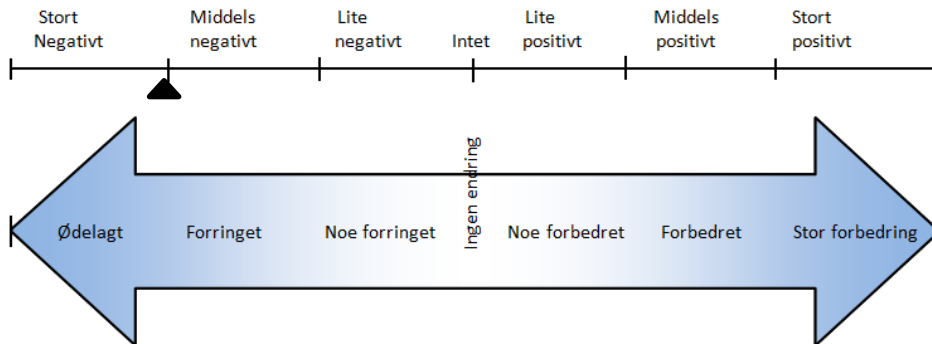 Stort
Negativt
Middels
negativt
Lite
negativt
Intet
Lite
positivt
Middels
positivt
Stort
positivt
Ødelagt
Forringet
Noe forringet
Ingen endring
Noe forbedret
Forbedret
Stor forbedring